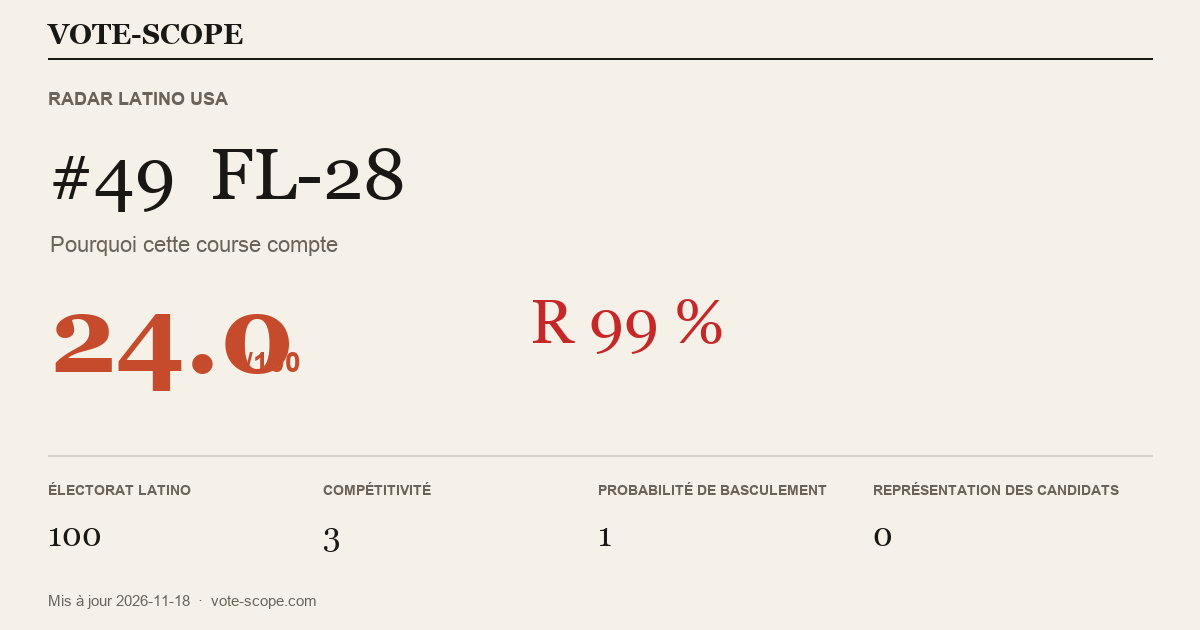 VOTE-SCOPE
RADAR LATINO USA
#49 FL-28
Pourquoi cette course compte
24.0 /100
R 99 %
ÉLECTORAT LATINO
COMPÉTITIVITÉ
PROBABILITÉ DE BASCULEMENT
REPRÉSENTATION DES CANDIDATS
100
3
1
0
Mis à jour 2026-11-18 · vote-scope.com